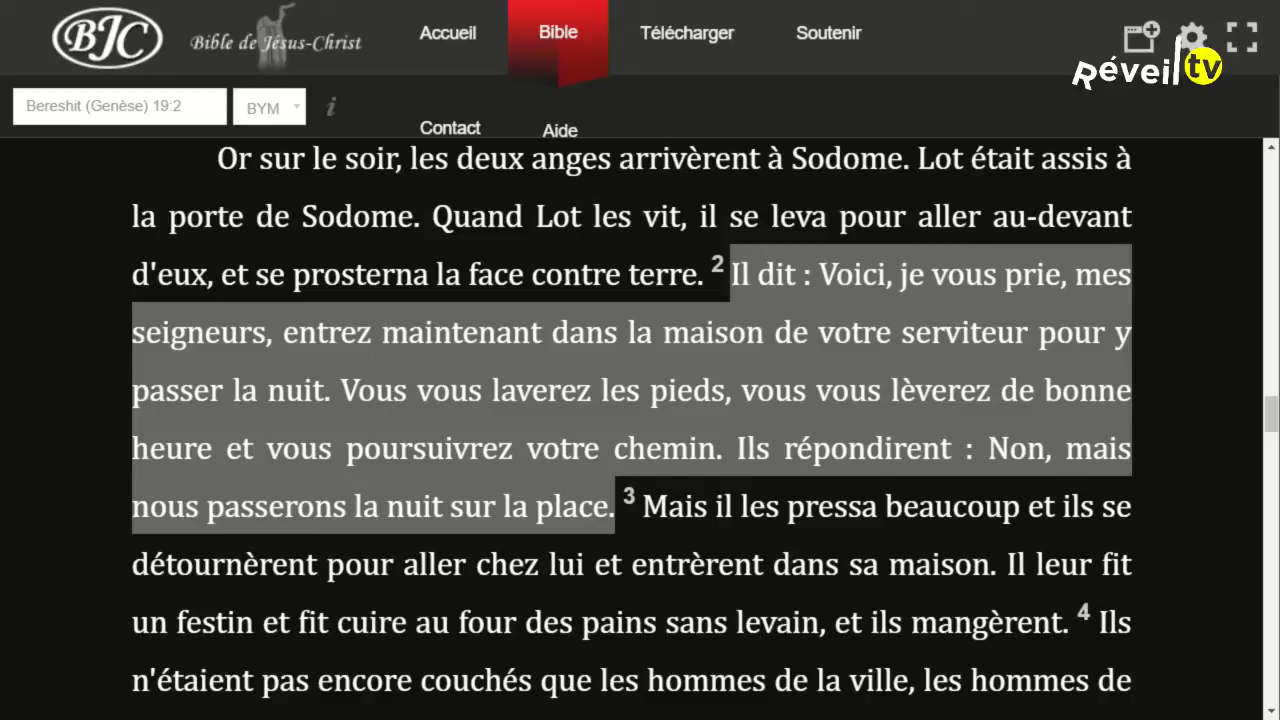 BJC
Bible de Jésus-Christ
Accueil
Bible
Télécharger
Soutenir
Réveil tv
Bereshit (Genèse) 19:2
BYM
i
Contact
Aide
Or sur le soir, les deux anges arrivèrent à Sodome. Lot était assis à
la porte de Sodome. Quand Lot les vit, il se leva pour aller au-devant
d'eux, et se prosterna la face contre terre. 2 Il dit : Voici, je vous prie, mes
seigneurs, entrez maintenant dans la maison de votre serviteur pour y
passer la nuit. Vous vous laverez les pieds, vous vous lèverez de bonne
heure et vous poursuivrez votre chemin. Ils répondirent : Non, mais
nous passerons la nuit sur la place. 3 Mais il les pressa beaucoup et ils se
détournèrent pour aller chez lui et entrèrent dans sa maison. Il leur fit
un festin et fit cuire au four des pains sans levain, et ils mangèrent. 4 Ils
n'étaient pas encore couchés que les hommes de la ville, les hommes de